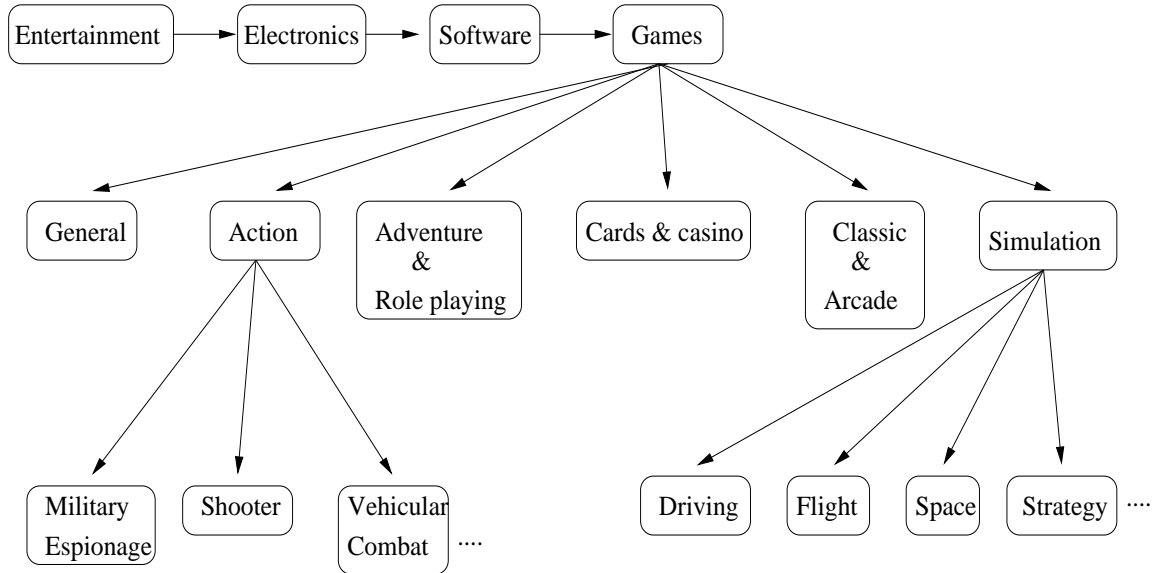 Entertainment
Electronics
Software
Games
General
Action
Adventure
&
Role playing
Cards & casino
Classic
&
Arcade
Simulation
Military
Espionage
Shooter
Vehicular
Combat ....
Driving
Flight
Space
Strategy ....